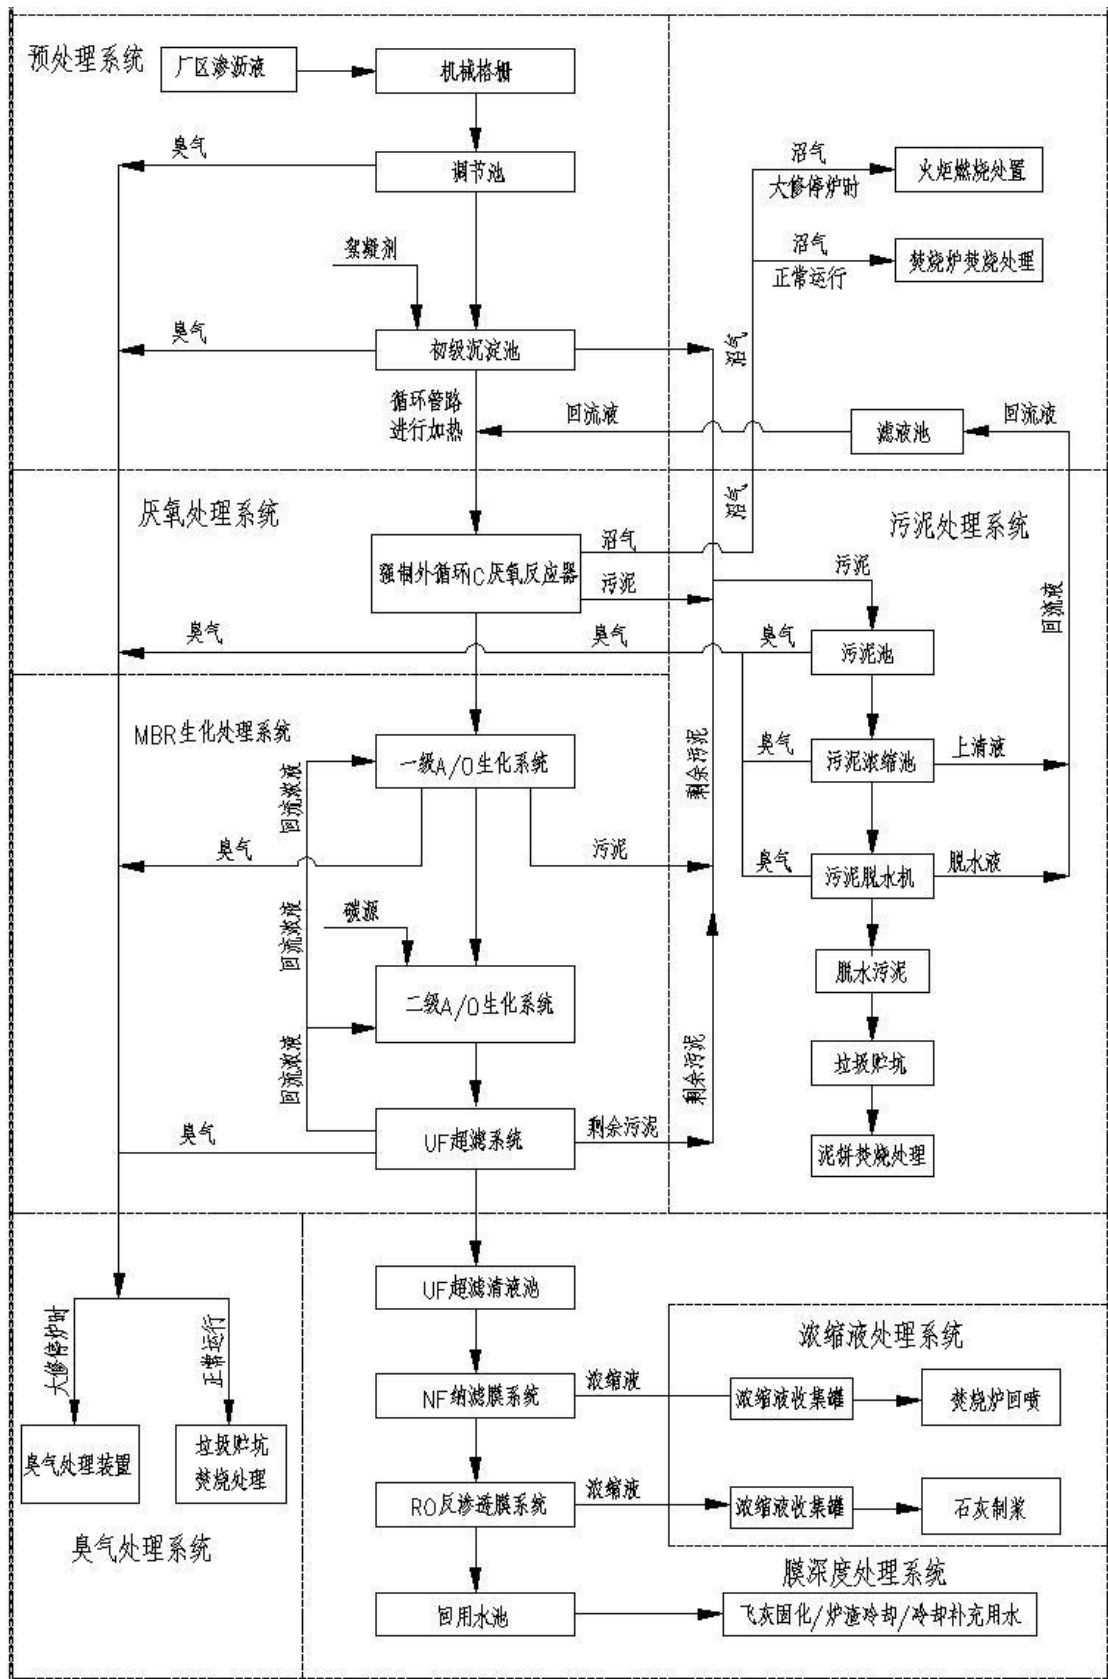 预处理系统
厂区渗沥液
机械格栅
臭气
调节池
沼气
大修停炉时
火炬燃烧处置
絮凝剂
沼气
正常运行
焚烧炉焚烧处理
臭气
初级沉淀池
沼气
循环管路
进行加热
回流液
滤液池
回流液
厌氧处理系统
沼气
污泥处理系统
强制外循环IC厌氧反应器
沼气
污泥
污泥
回流液
臭气
臭气
臭气
污泥池
MBR生化处理系统
一级A/O生化系统
回流浓液
剩余污泥
臭气
污泥浓缩池
上清液
臭气
污泥
臭气
污泥脱水机
脱水液
碳源
回流浓液
脱水污泥
二级A/O生化系统
回流浓液
剩余污泥
垃圾贮坑
臭气
UF超滤系统
剩余污泥
泥饼焚烧处理
UF超滤清液池
大修停炉时
正常运行
浓缩液处理系统
NF纳滤膜系统
浓缩液
浓缩液收集罐
焚烧炉回喷
臭气处理装置
垃圾贮坑
焚烧处理
RO反渗透膜系统
浓缩液
浓缩液收集罐
石灰制浆
臭气处理系统
膜深度处理系统
回用水池
飞灰固化/炉渣冷却/冷却补充用水